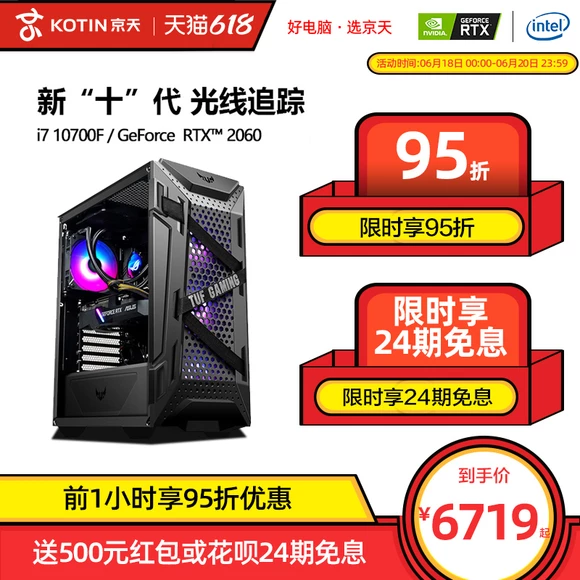 KOTIN京天 天猫618
好电脑·选京天
NVIDIA GEFORCE RTX
intel
活动时间:06月18日 00:00-06月20日 23:59
新“十”代 光线追踪
i7 10700F / GeForce RTX™ 2060
95折
限时享95折
限时享
24期免息
限时享24期免息
GEFORCE RTX ASUS
TUF GAMING
前1小时享95折优惠
送500元红包或花呗24期免息
到手价
¥6719起